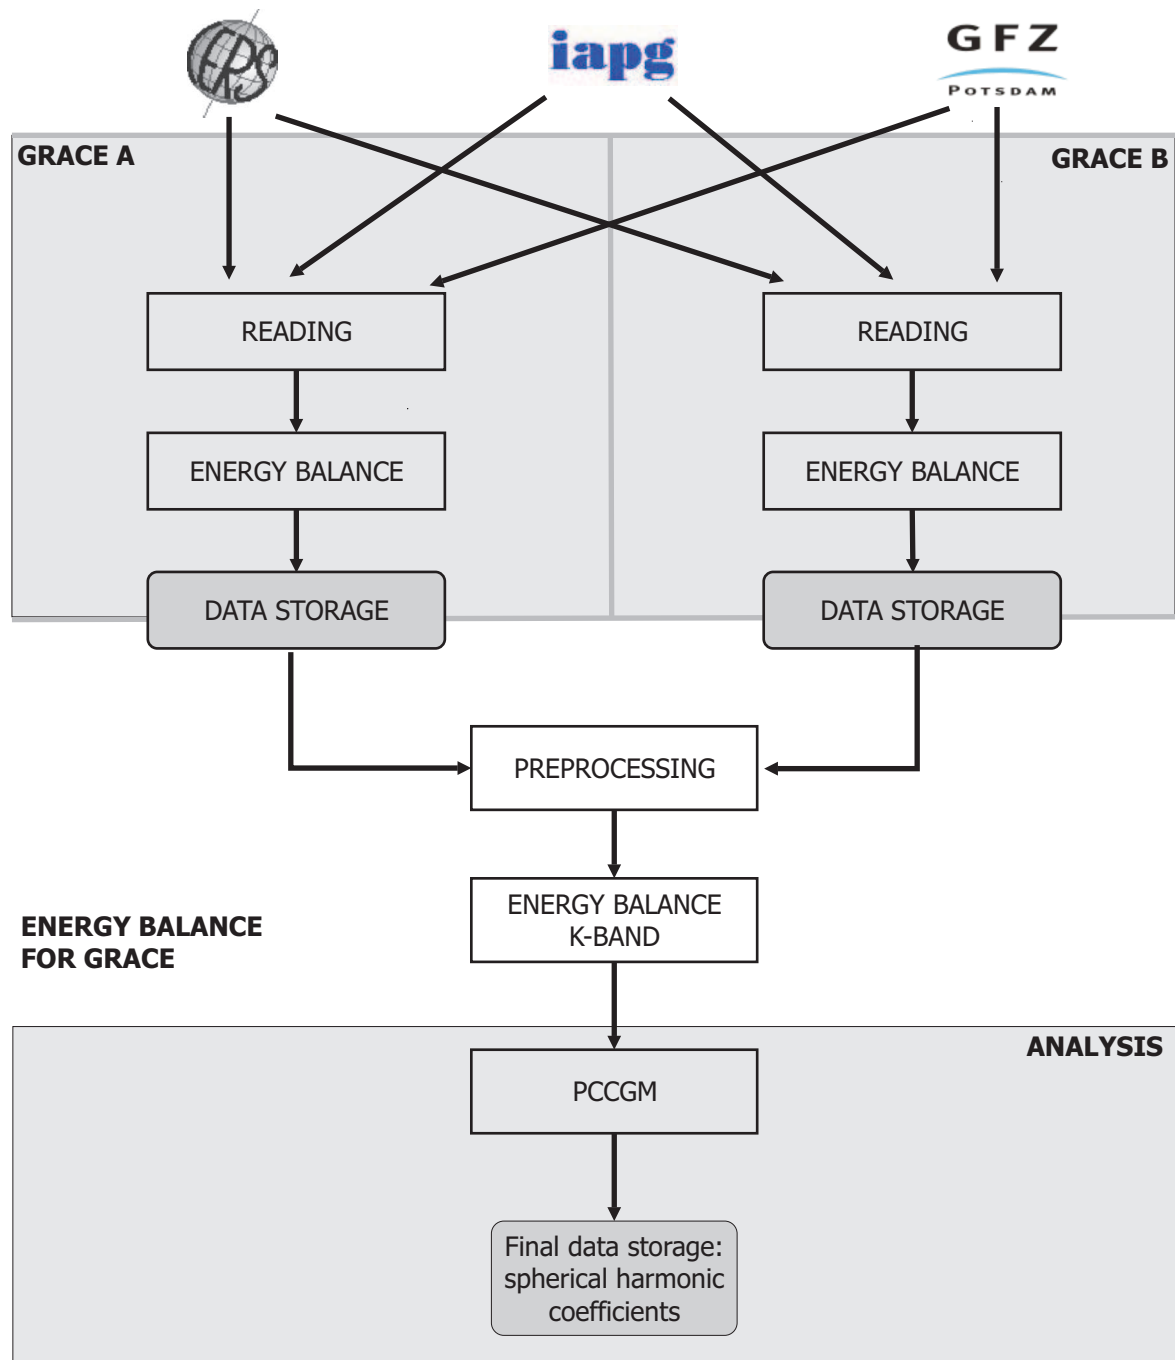 IERS
iapg
GFZ
POTSDAM
GRACE A
GRACE B
READING
READING
ENERGY BALANCE
ENERGY BALANCE
DATA STORAGE
DATA STORAGE
PREPROCESSING
ENERGY BALANCE
K-BAND
ENERGY BALANCE
FOR GRACE
ANALYSIS
PCCGM
Final data storage:
spherical harmonic
coefficients